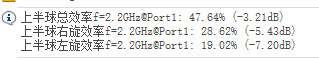 上半球总效率f=2.2GHz@Port1: 47.64% (-3.21dB)
上半球右旋效率f=2.2GHz@Port1: 28.62% (-5.43dB)
上半球左旋效率f=2.2GHz@Port1: 19.02% (-7.20dB)